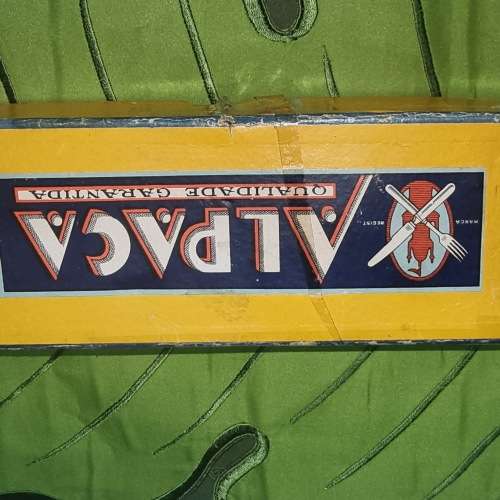 MARCA REGIST.
ALPACA
QUALIDADE GARANTIDA